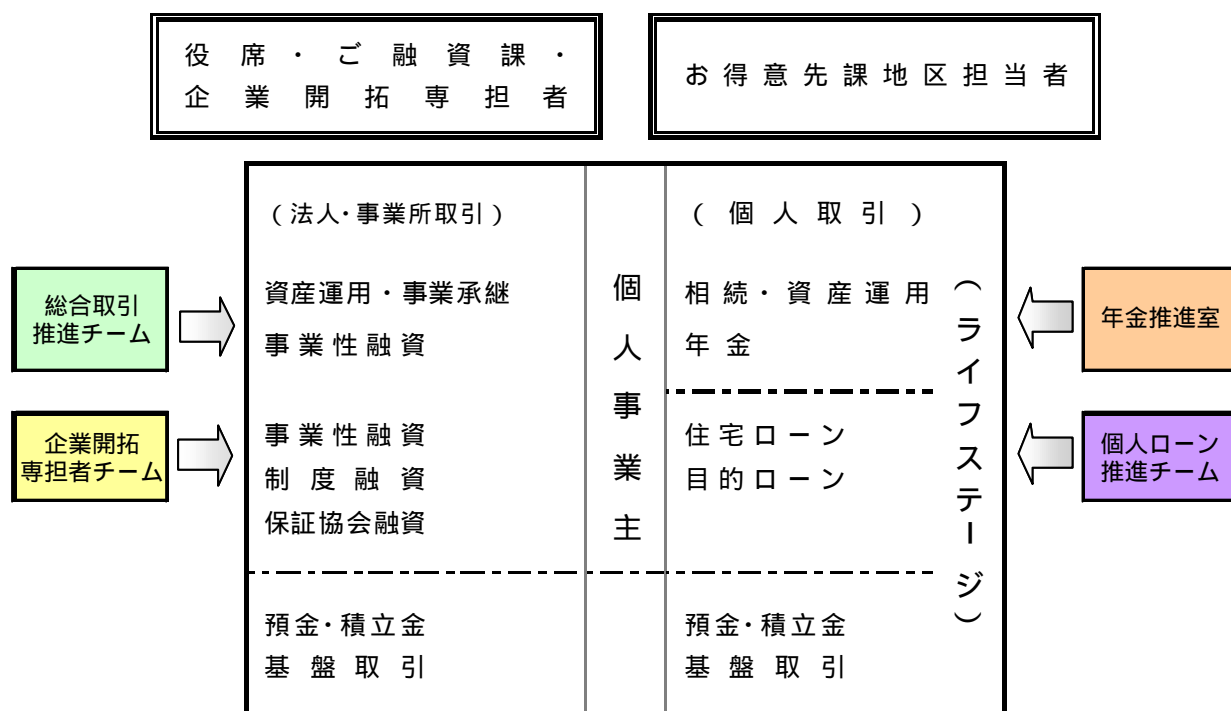 役席・ご融資課・
企業開拓専担者
お得意先課地区担当者
（法人・事業所取引）
資産運用・事業承継
事業性融資
事業性融資
制度融資
保証協会融資
預金・積立金
基盤取引
個人事業主
（個人取引）
相続・資産運用
年金
住宅ローン
目的ローン
預金・積立金
基盤取引
（ライフステージ）
総合取引
推進チーム
企業開拓
専担者チーム
年金推進室
個人ローン
推進チーム